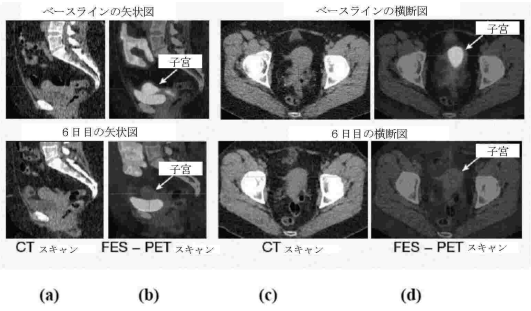 ベースラインの矢状図
ベースラインの横断図
子宮
子宮
6日目の矢状図
6日目の横断図
子宮
子宮
CT スキャン
FES－PET スキャン
CT スキャン
FES－PET スキャン
(a)
(b)
(c)
(d)